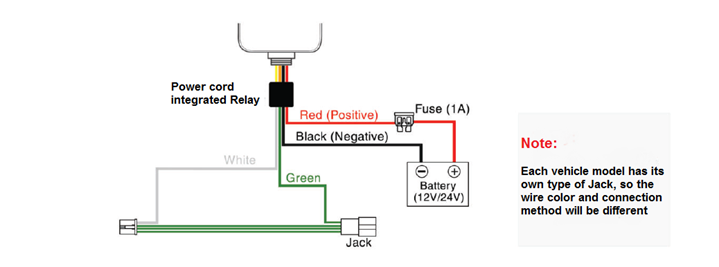 Power cord
integrated Relay
Red (Positive)
Fuse (1A)
Black (Negative)
White
Green
Battery
(12V/24V)
Jack
Note:
Each vehicle model has its
own type of Jack, so the
wire color and connection
method will be different